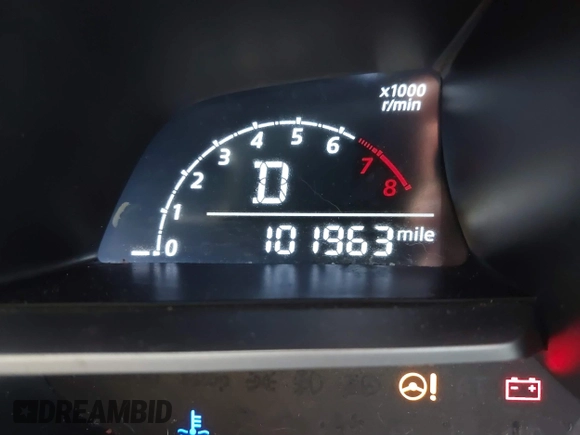 x1000
r/min
0 1 2 3 4 5 6 7 8
D
101963 mile
DREAMBID